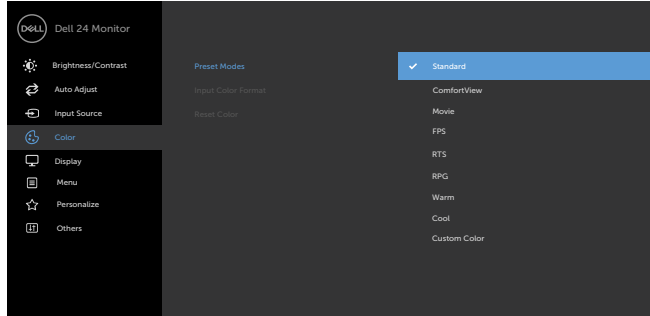 DELL Dell 24 Monitor
Brightness/Contrast
Auto Adjust
Input Source
Color
Display
Menu
Personalize
Others
Preset Modes
Input Color Format
Reset Color
Standard
ComfortView
Movie
FPS
RTS
RPG
Warm
Cool
Custom Color